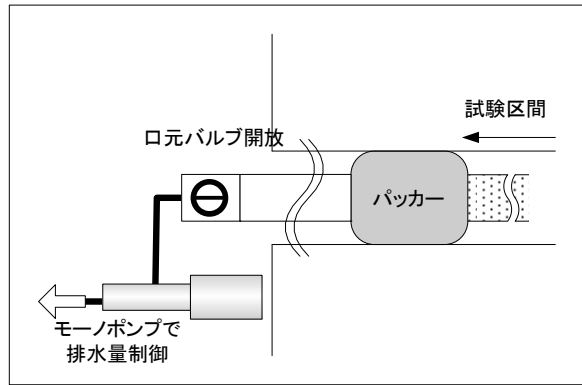 試験区間
口元バルブ開放
パッカー
モーノポンプで
排水量制御